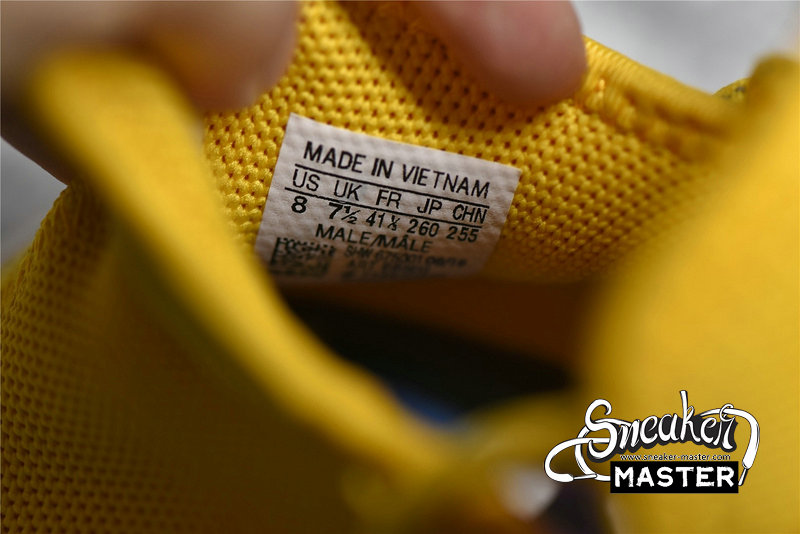 MADE IN VIETNAM
US UK FR JP CHN
8 7½ 41⅓ 260 255
MALE/MÂLE
Sneaker
www.sneaker-master.com
MASTER